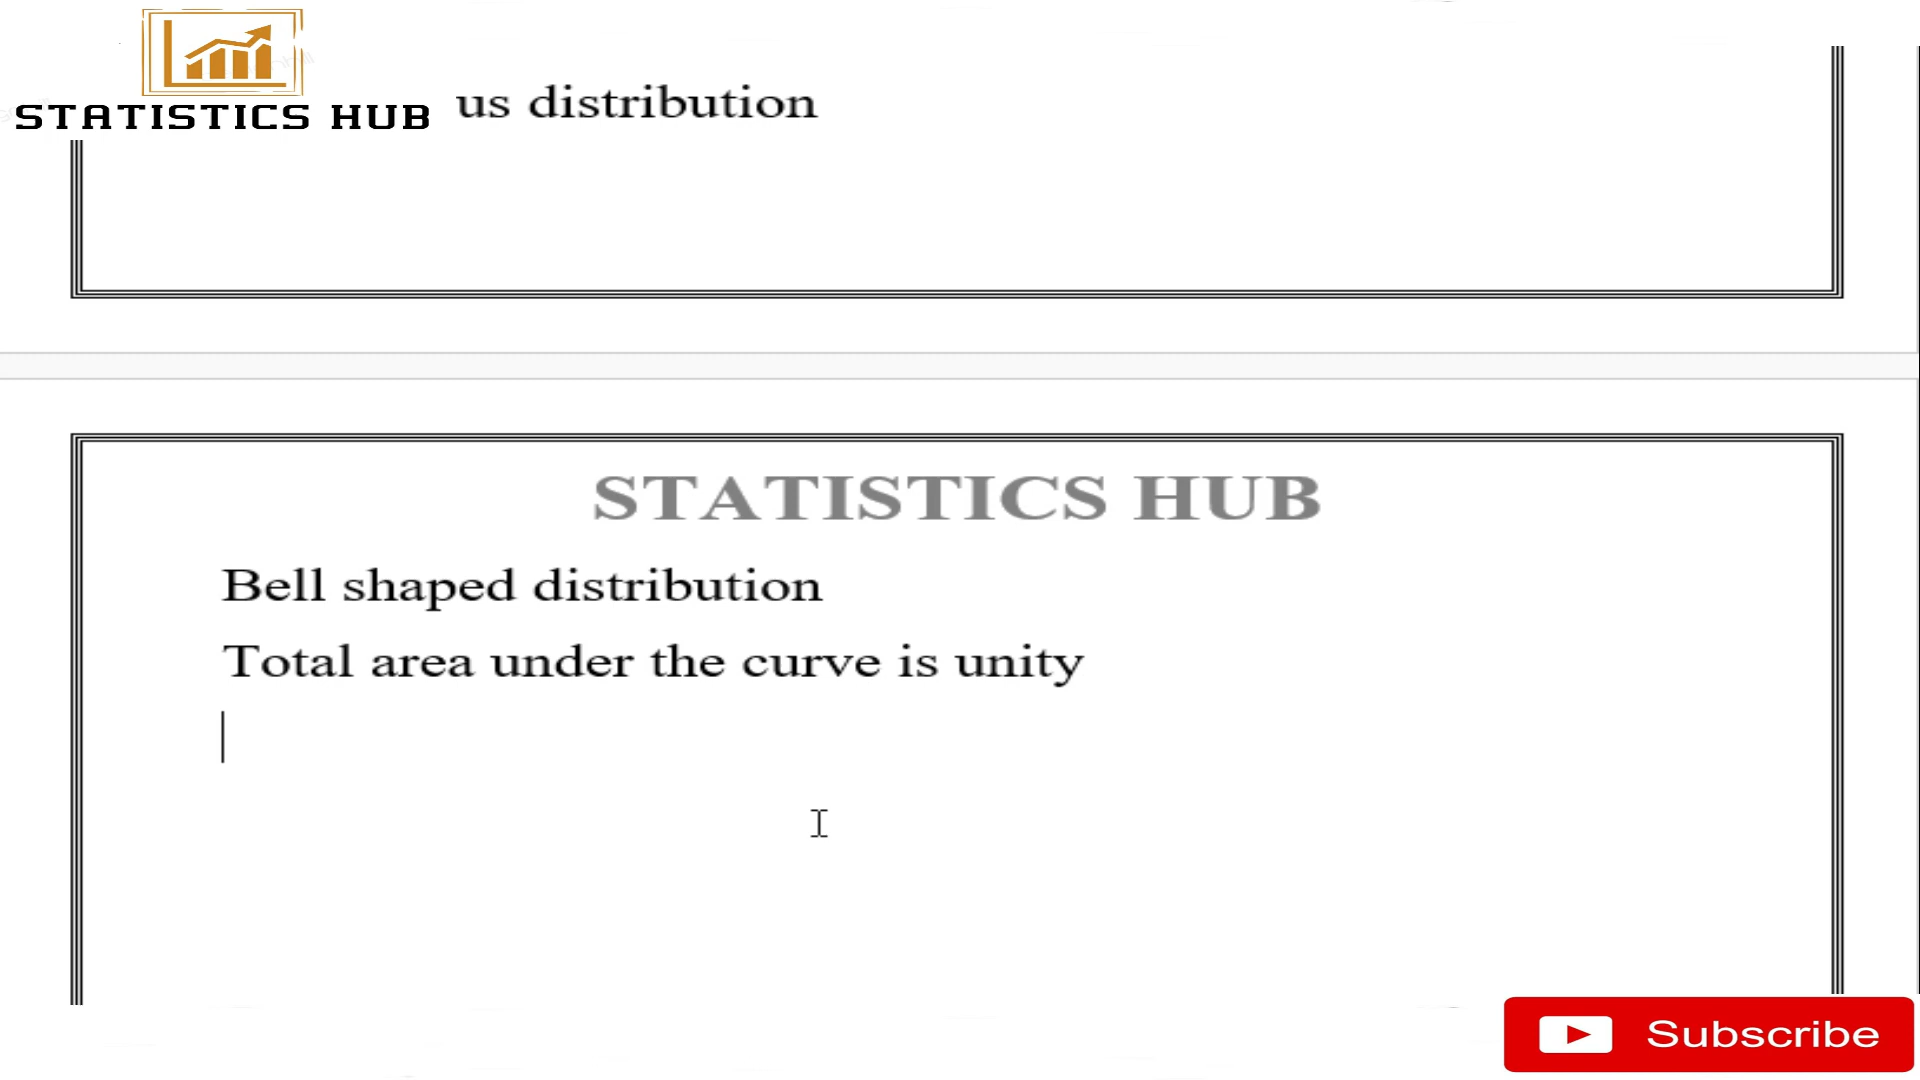 STATISTICS HUB
us distribution
STATISTICS HUB
Bell shaped distribution
Total area under the curve is unity
Subscribe